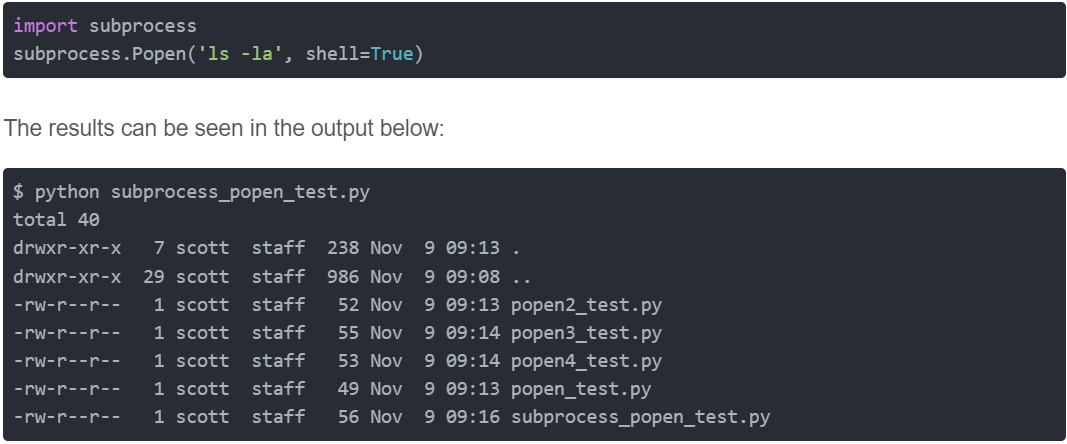 import subprocess
subprocess.Popen('ls -la', shell=True)
The results can be seen in the output below:
$ python subprocess_popen_test.py
total 40
drwxr-xr-x   7 scott  staff  238 Nov  9 09:13 .
drwxr-xr-x  29 scott  staff  986 Nov  9 09:08 ..
-rw-r--r--   1 scott  staff   52 Nov  9 09:13 popen2_test.py
-rw-r--r--   1 scott  staff   55 Nov  9 09:14 popen3_test.py
-rw-r--r--   1 scott  staff   53 Nov  9 09:14 popen4_test.py
-rw-r--r--   1 scott  staff   49 Nov  9 09:13 popen_test.py
-rw-r--r--   1 scott  staff   56 Nov  9 09:16 subprocess_popen_test.py